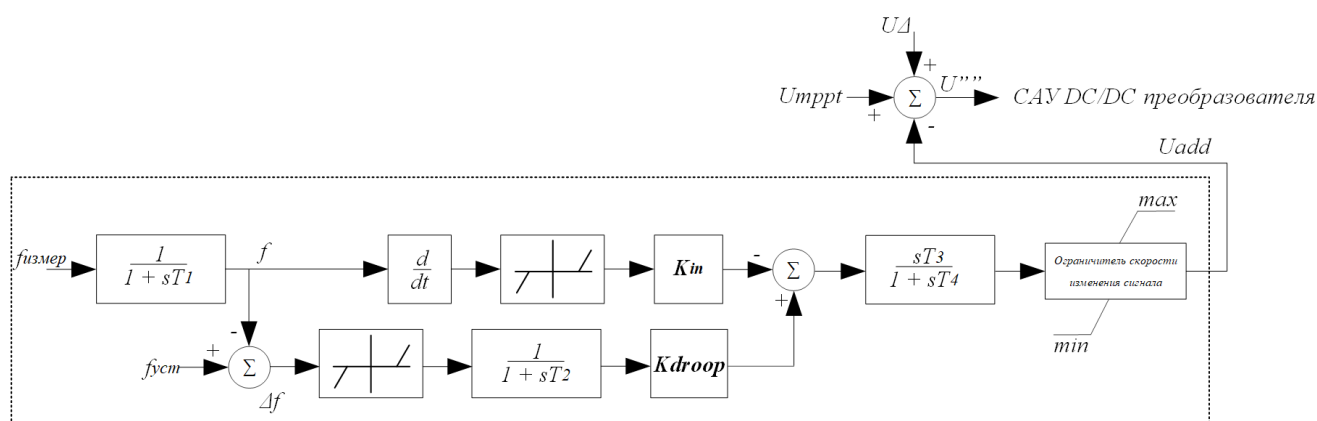 UΔ
+
Umppt
+
Σ
U””
САУ DC/DC преобразователя
-
Uadd
max
fизмер
1
1 + sT1
f
d
dt
Kin
-
Σ
+
sT3
1 + sT4
Ограничитель скорости
изменения сигнала
min
-
+
fуст
Σ
Δf
1
1 + sT2
Kdroop